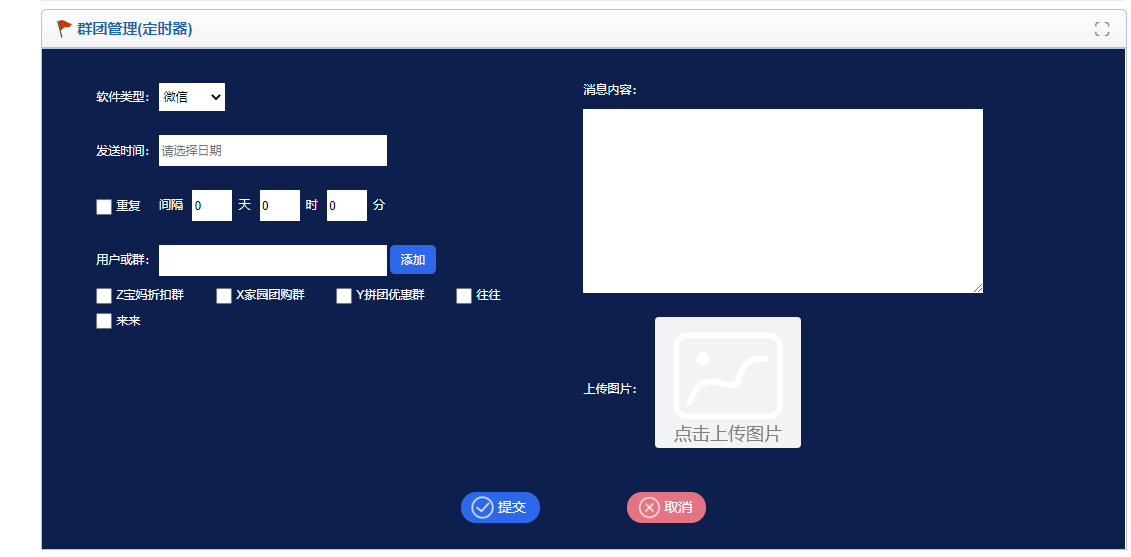 群团管理(定时器)
软件类型： 微信
发送时间： 请选择日期
重复 间隔 0 天 0 时 0 分
用户或群： 添加
Z宝妈折扣群 X家园团购群 Y拼团优惠群 往往
来来
消息内容：
上传图片：
点击上传图片
提交 取消